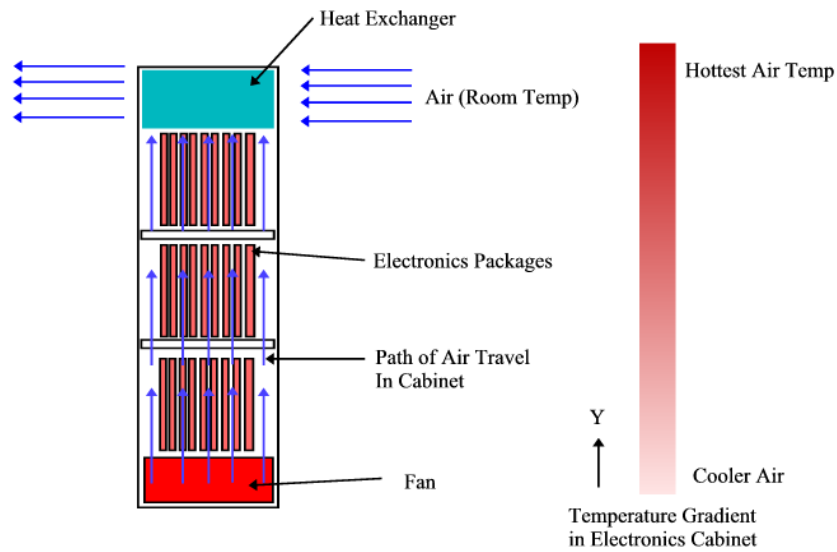 Heat Exchanger
Hottest Air Temp
Air (Room Temp)
Electronics Packages
Path of Air Travel
In Cabinet
Y
Fan
Cooler Air
Temperature Gradient
in Electronics Cabinet